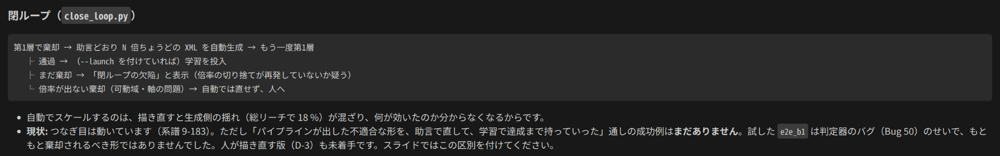 閉ループ（close_loop.py）
第1層で棄却 → 助言どおり N 倍ちょうどの XML を自動生成 → もう一度第1層
├ 通過 → （--launch を付けていれば）学習を投入
├ まだ棄却 → 「閉ループの欠陥」と表示（倍率の切り捨てが再発していないか疑う）
└ 倍率が出ない棄却（可動域・軸の問題）→ 自動では直せず、人へ
• 自動でスケールするのは、描き直すと生成側の揺れ（総リーチで 18 %）が混ざり、何が効いたのか分からなくなるからです。
• 現状: つなぎ目は動いています（系譜 9-183）。ただし「パイプラインが出した不適合な形を、助言で直して、学習で達成まで持っていった」通しの成功例はまだありません。試した e2e_b1 は判定器のバグ（Bug 50）のせいで、もと
もと棄却されるべき形ではありませんでした。人が描き直す版（D-3）も未着手です。スライドではこの区別を付けてください。